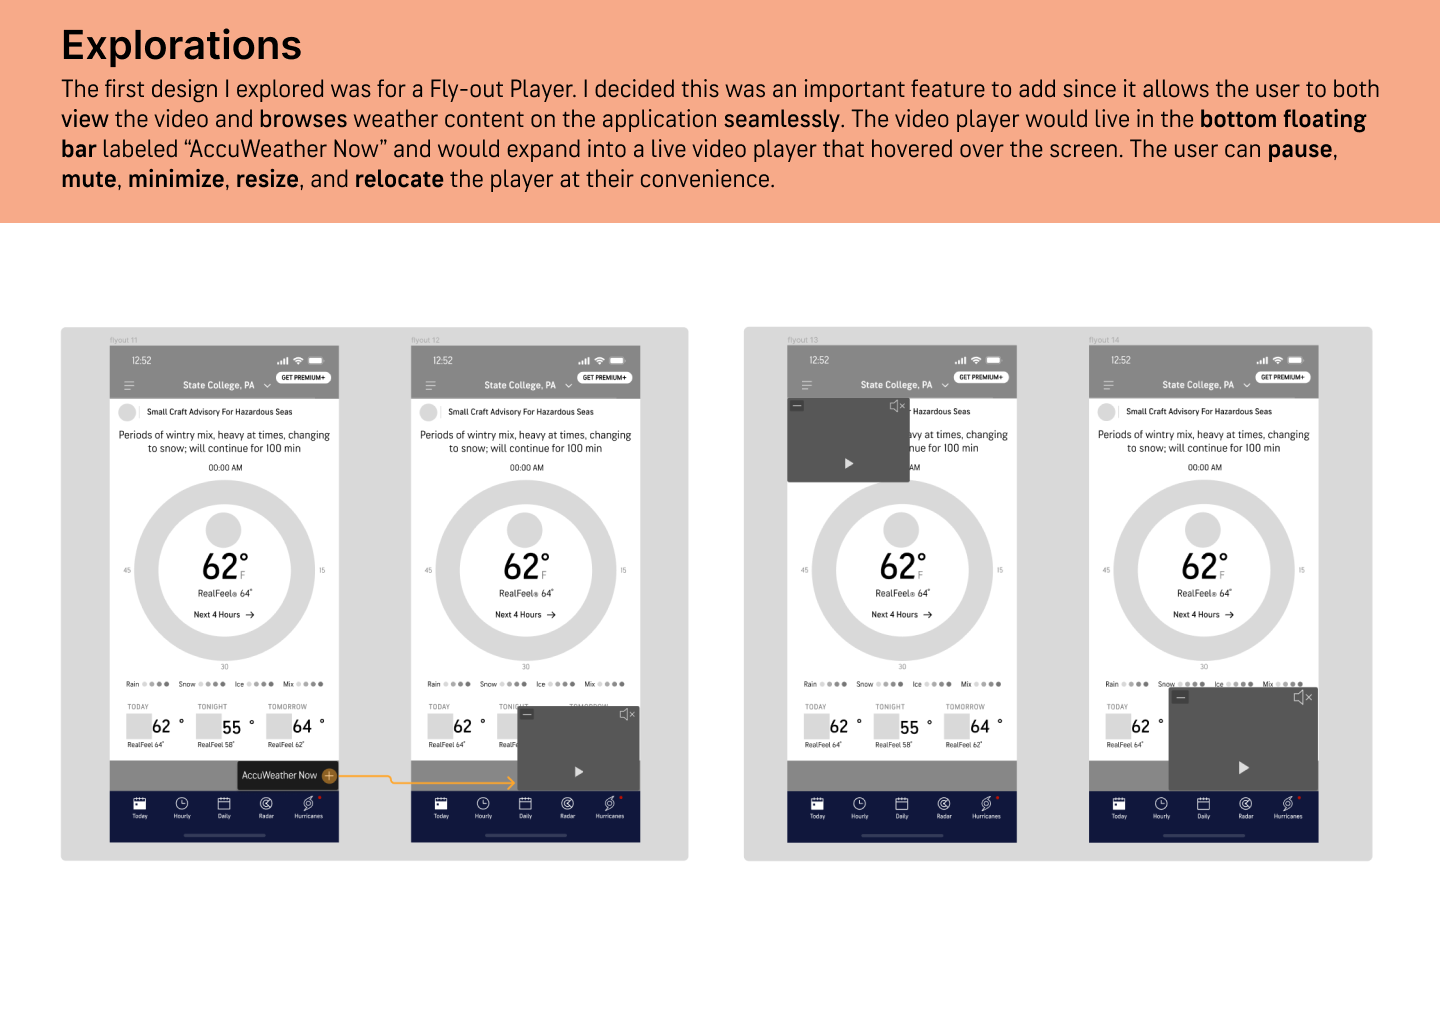 Explorations
The first design I explored was for a Fly-out Player. I decided this was an important feature to add since it allows the user to both
view the video and browses weather content on the application seamlessly. The video player would live in the bottom floating
bar labeled “AccuWeather Now” and would expand into a live video player that hovered over the screen. The user can pause,
mute, minimize, resize, and relocate the player at their convenience.
flyout 11
12:52
GET PREMIUM+
State College, PA
Small Craft Advisory For Hazardous Seas
Periods of wintry mix, heavy at times, changing
to snow; will continue for 100 min
00:00 AM
62°
F
RealFeel® 64°
Next 4 Hours →
45
15
30
Rain Snow Ice Mix
TODAY TONIGHT TOMORROW
62 ° 55 ° 64 °
RealFeel 64° RealFeel 58° RealFeel 62°
AccuWeather Now +
Today Hourly Daily Radar Hurricanes
flyout 12
12:52
GET PREMIUM+
State College, PA
Small Craft Advisory For Hazardous Seas
Periods of wintry mix, heavy at times, changing
to snow; will continue for 100 min
00:00 AM
62°
F
RealFeel® 64°
Next 4 Hours →
45
15
30
Rain Snow Ice Mix
TODAY
62 °
RealFeel 64°
Today Hourly Daily Radar Hurricanes
flyout 13
12:52
GET PREMIUM+
State College, PA
Hazardous Seas
avy at times, changing
nue for 100 min
AM
62°
F
RealFeel® 64°
Next 4 Hours →
45
15
30
Rain Snow Ice Mix
TODAY TONIGHT TOMORROW
62 ° 55 ° 64 °
RealFeel 64° RealFeel 58° RealFeel 62°
Today Hourly Daily Radar Hurricanes
flyout 14
12:52
GET PREMIUM+
State College, PA
Small Craft Advisory For Hazardous Seas
Periods of wintry mix, heavy at times, changing
to snow; will continue for 100 min
00:00 AM
62°
F
RealFeel® 64°
Next 4 Hours →
45
15
30
Rain Snow Ice Mix
TODAY
62 °
RealFeel 64°
Today Hourly Daily Radar Hurricanes